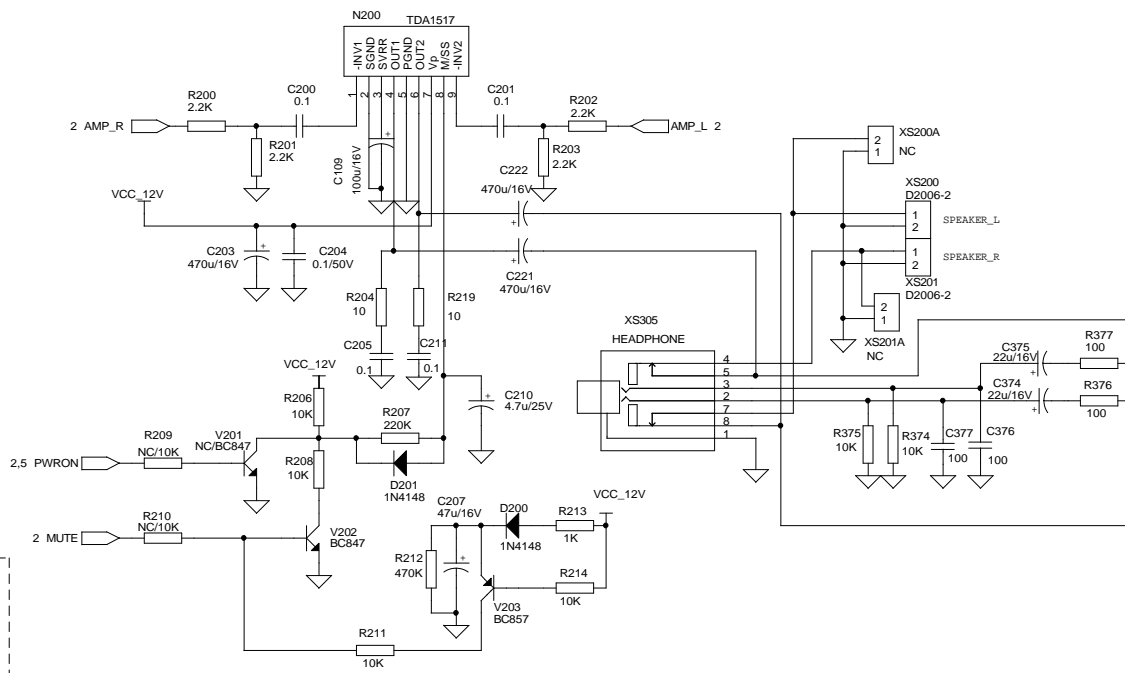 N200
TDA1517
-INV1
SGND
SVRR
OUT1
PGND
OUT2
Vp
M/SS
-INV2
1
2
3
4
5
6
7
8
9
C200
0.1
C201
0.1
R200
2.2K
R202
2.2K
2 AMP_R
AMP_L 2
R201
2.2K
C109
100u/16V
R203
2.2K
XS200A
2
1
NC
C222
470u/16V
VCC_12V
XS200
D2006-2
1
2
SPEAKER_L
C203
470u/16V
C204
0.1/50V
C221
470u/16V
1
2
SPEAKER_R
XS201
D2006-2
R204
10
R219
10
2
1
XS201A
NC
XS305
HEADPHONE
C205
0.1
C211
0.1
4
5
3
2
7
8
1
C375
22u/16V
R377
100
C374
22u/16V
R376
100
VCC_12V
R206
10K
C210
4.7u/25V
R207
220K
V201
NC/BC847
R209
NC/10K
2,5 PWRON
R208
10K
D201
1N4148
R375
10K
R374
10K
C377
100
C376
100
C207
47u/16V
D200
1N4148
R213
1K
VCC_12V
R210
NC/10K
2 MUTE
V202
BC847
R212
470K
R214
10K
V203
BC857
R211
10K
+
+
+
+
+
+
+
+